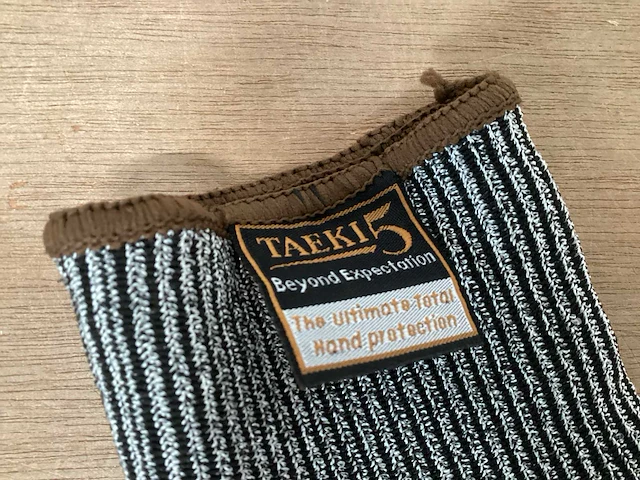 TAEKI5
Beyond Expectation
The Ultimate Total
Hand protection